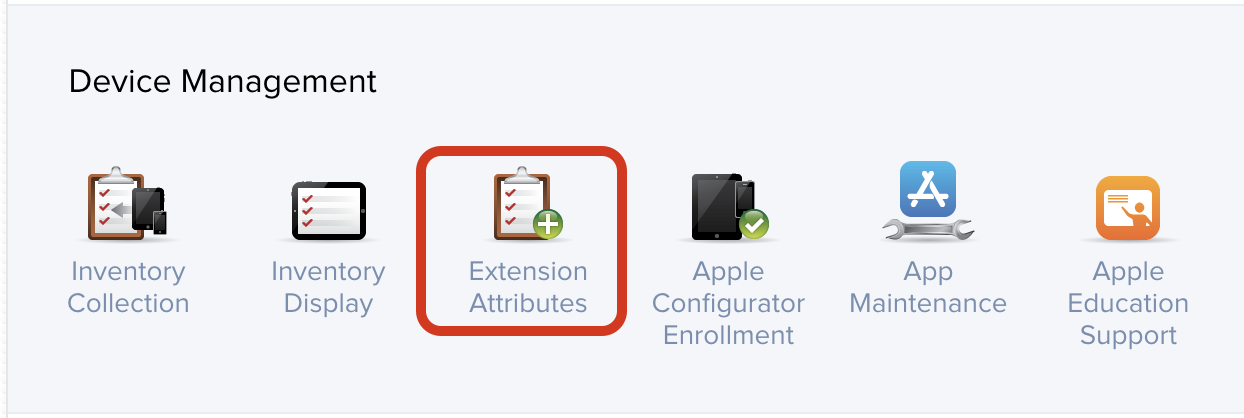 Device Management
Inventory
Collection
Inventory
Display
Extension
Attributes
Apple
Configurator
Enrollment
App
Maintenance
Apple
Education
Support